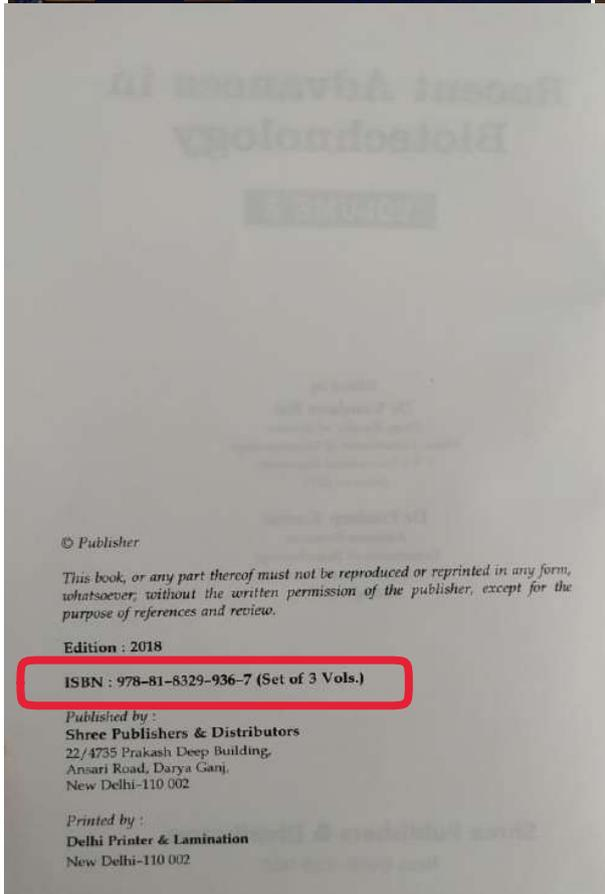 © Publisher
This book, or any part thereof must not be reproduced or reprinted in any form,
whatsoever, without the written permission of the publisher, except for the
purpose of references and review.
Edition : 2018
ISBN : 978–81–8329–936–7 (Set of 3 Vols.)
Published by :
Shree Publishers & Distributors
22/4735 Prakash Deep Building,
Ansari Road, Darya Ganj,
New Delhi–110 002
Printed by :
Delhi Printer & Lamination
New Delhi–110 002